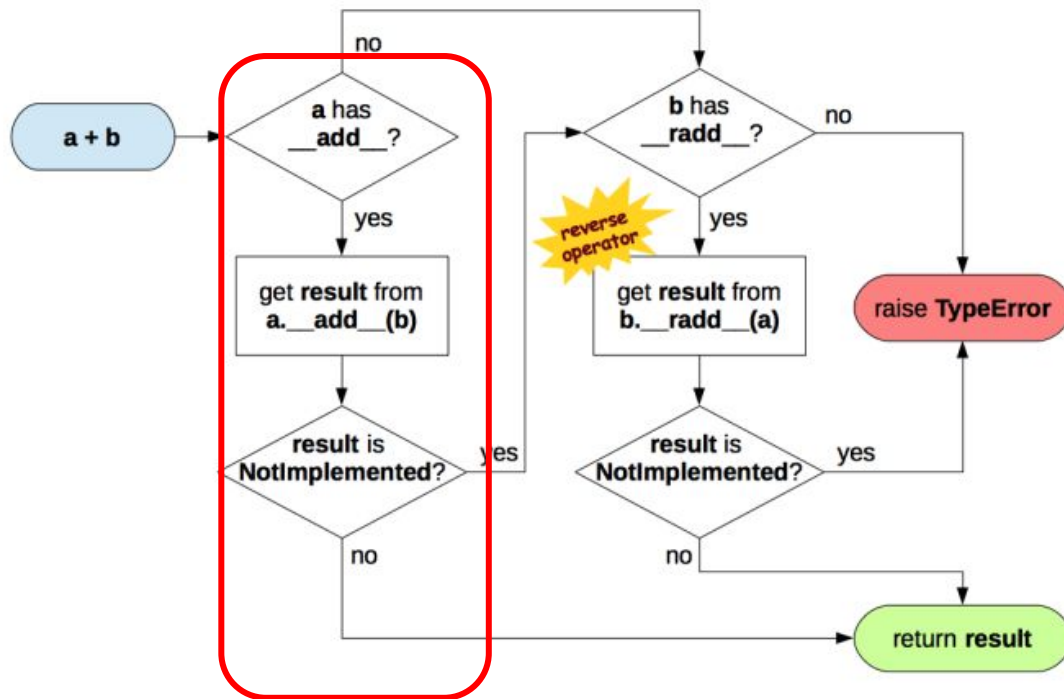 a + b
no
a has
__add__?
yes
get result from
a.__add__(b)
result is
NotImplemented?
yes
no
b has
__radd__?
no
reverse
operator
yes
get result from
b.__radd__(a)
result is
NotImplemented?
yes
no
raise TypeError
return result